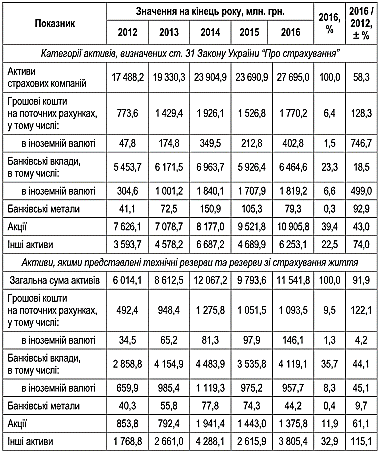 Показник Значення на кінець року, млн. грн. 2016, % 2016 / 2012, ± %
2012 2013 2014 2015 2016
Категорії активів, визначених ст. 31 Закону України “Про страхування”
Активи
страхових компаній 17 488,2 19 330,3 23 904,9 23 690,9 27 695,0 100,0 58,3
Грошові кошти
на поточних рахунках, 773,6 1 429,4 1 926,1 1 526,8 1 770,2 6,4 128,3
у тому числі:
в іноземній валюті 47,8 174,8 349,5 212,8 402,8 1,5 746,7
Банківські вклади,
в тому числі: 5 453,7 6 171,5 6 963,7 5 926,4 6 464,6 23,3 18,5
в іноземній валюті 304,6 1 001,2 1 840,1 1 707,9 1 819,2 6,6 499,0
Банківські метали 41,1 72,5 150,9 105,3 79,3 0,3 92,9
Акції 7 626,1 7 078,7 8 177,0 9 521,8 10 905,8 39,4 43,0
Інші активи 3 593,7 4 578,2 6 687,2 4 689,9 6 253,1 22,5 74,0
Активи, якими представлені технічні резерви та резерви зі страхування життя
Загальна сума активів 6 014,1 8 612,5 12 067,2 9 793,6 11 541,8 100,0 91,9
Грошові кошти
на поточних рахунках, 492,4 948,4 1 275,8 1 051,5 1 093,5 9,5 122,1
у тому числі:
в іноземній валюті 34,5 65,2 81,3 97,9 146,1 1,3 4,2
Банківські вклади,
в тому числі: 2 858,8 4 154,9 4 483,9 3 535,8 4 119,1 35,7 44,1
в іноземній валюті 659,9 985,4 1 119,3 975,2 957,7 8,3 45,1
Банківські метали 40,3 55,8 77,8 74,3 44,2 0,4 9,7
Акції 853,8 792,4 1 941,4 1 443,0 1 375,8 11,9 61,1
Інші активи 1 768,8 2 661,0 4 288,1 2 615,9 3 805,4 32,9 115,1